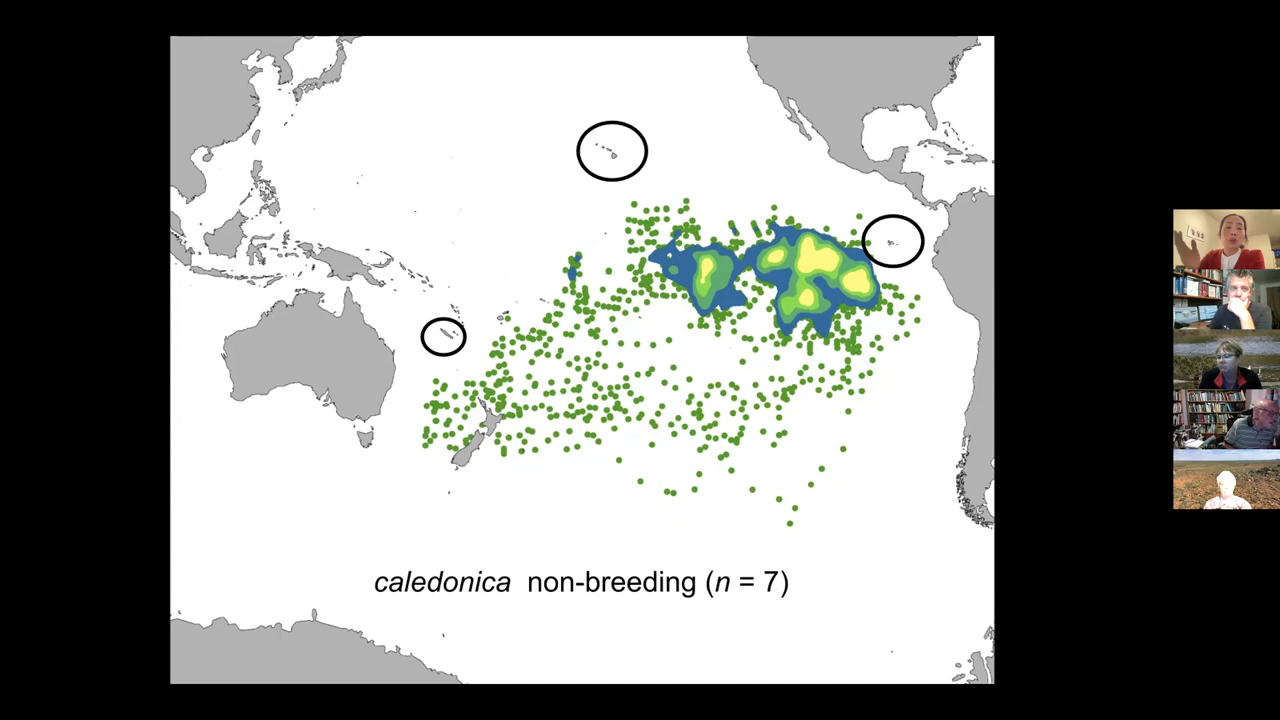 caledonica non-breeding (n = 7)